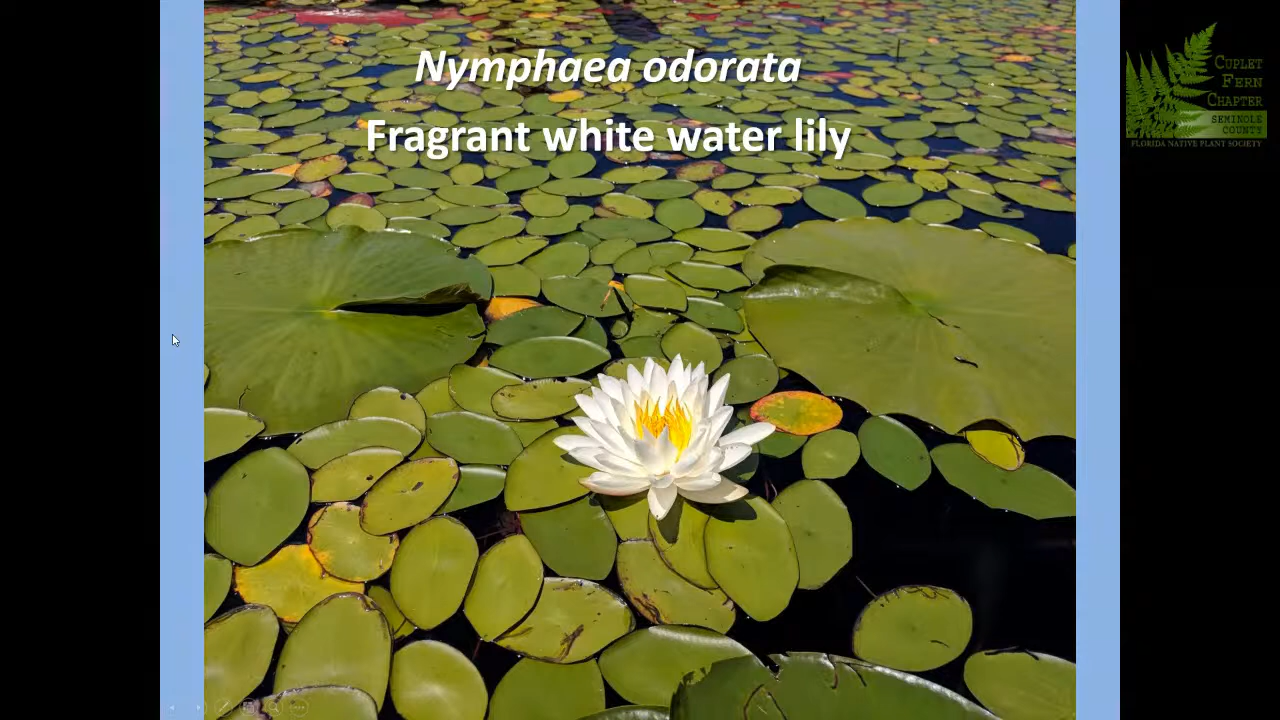 Nymphaea odorata
Fragrant white water lily
Cuplet
Fern
Chapter
Seminole
County
Florida Native Plant Society